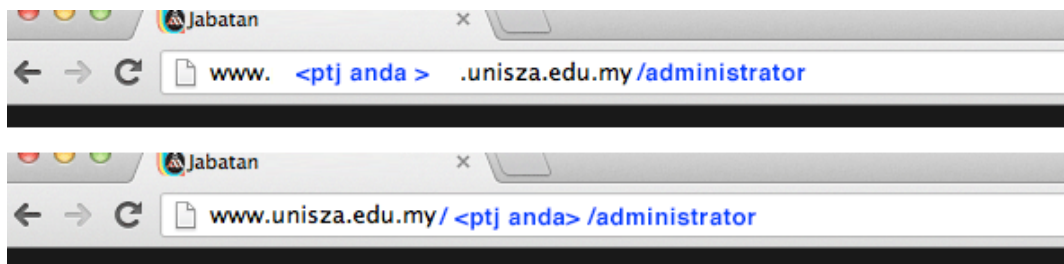 Jabatan
www. <ptj anda > .unisza.edu.my/administrator
Jabatan
www.unisza.edu.my/ <ptj anda> /administrator